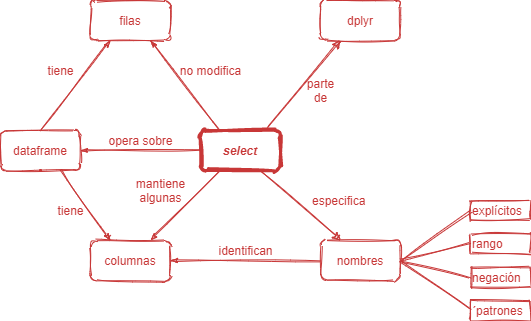 filas
dplyr
tiene
no modifica
parte
de
dataframe
opera sobre
select
mantiene
algunas
tiene
especifica
explícitos
columnas
identifican
nombres
rango
negación
´patrones